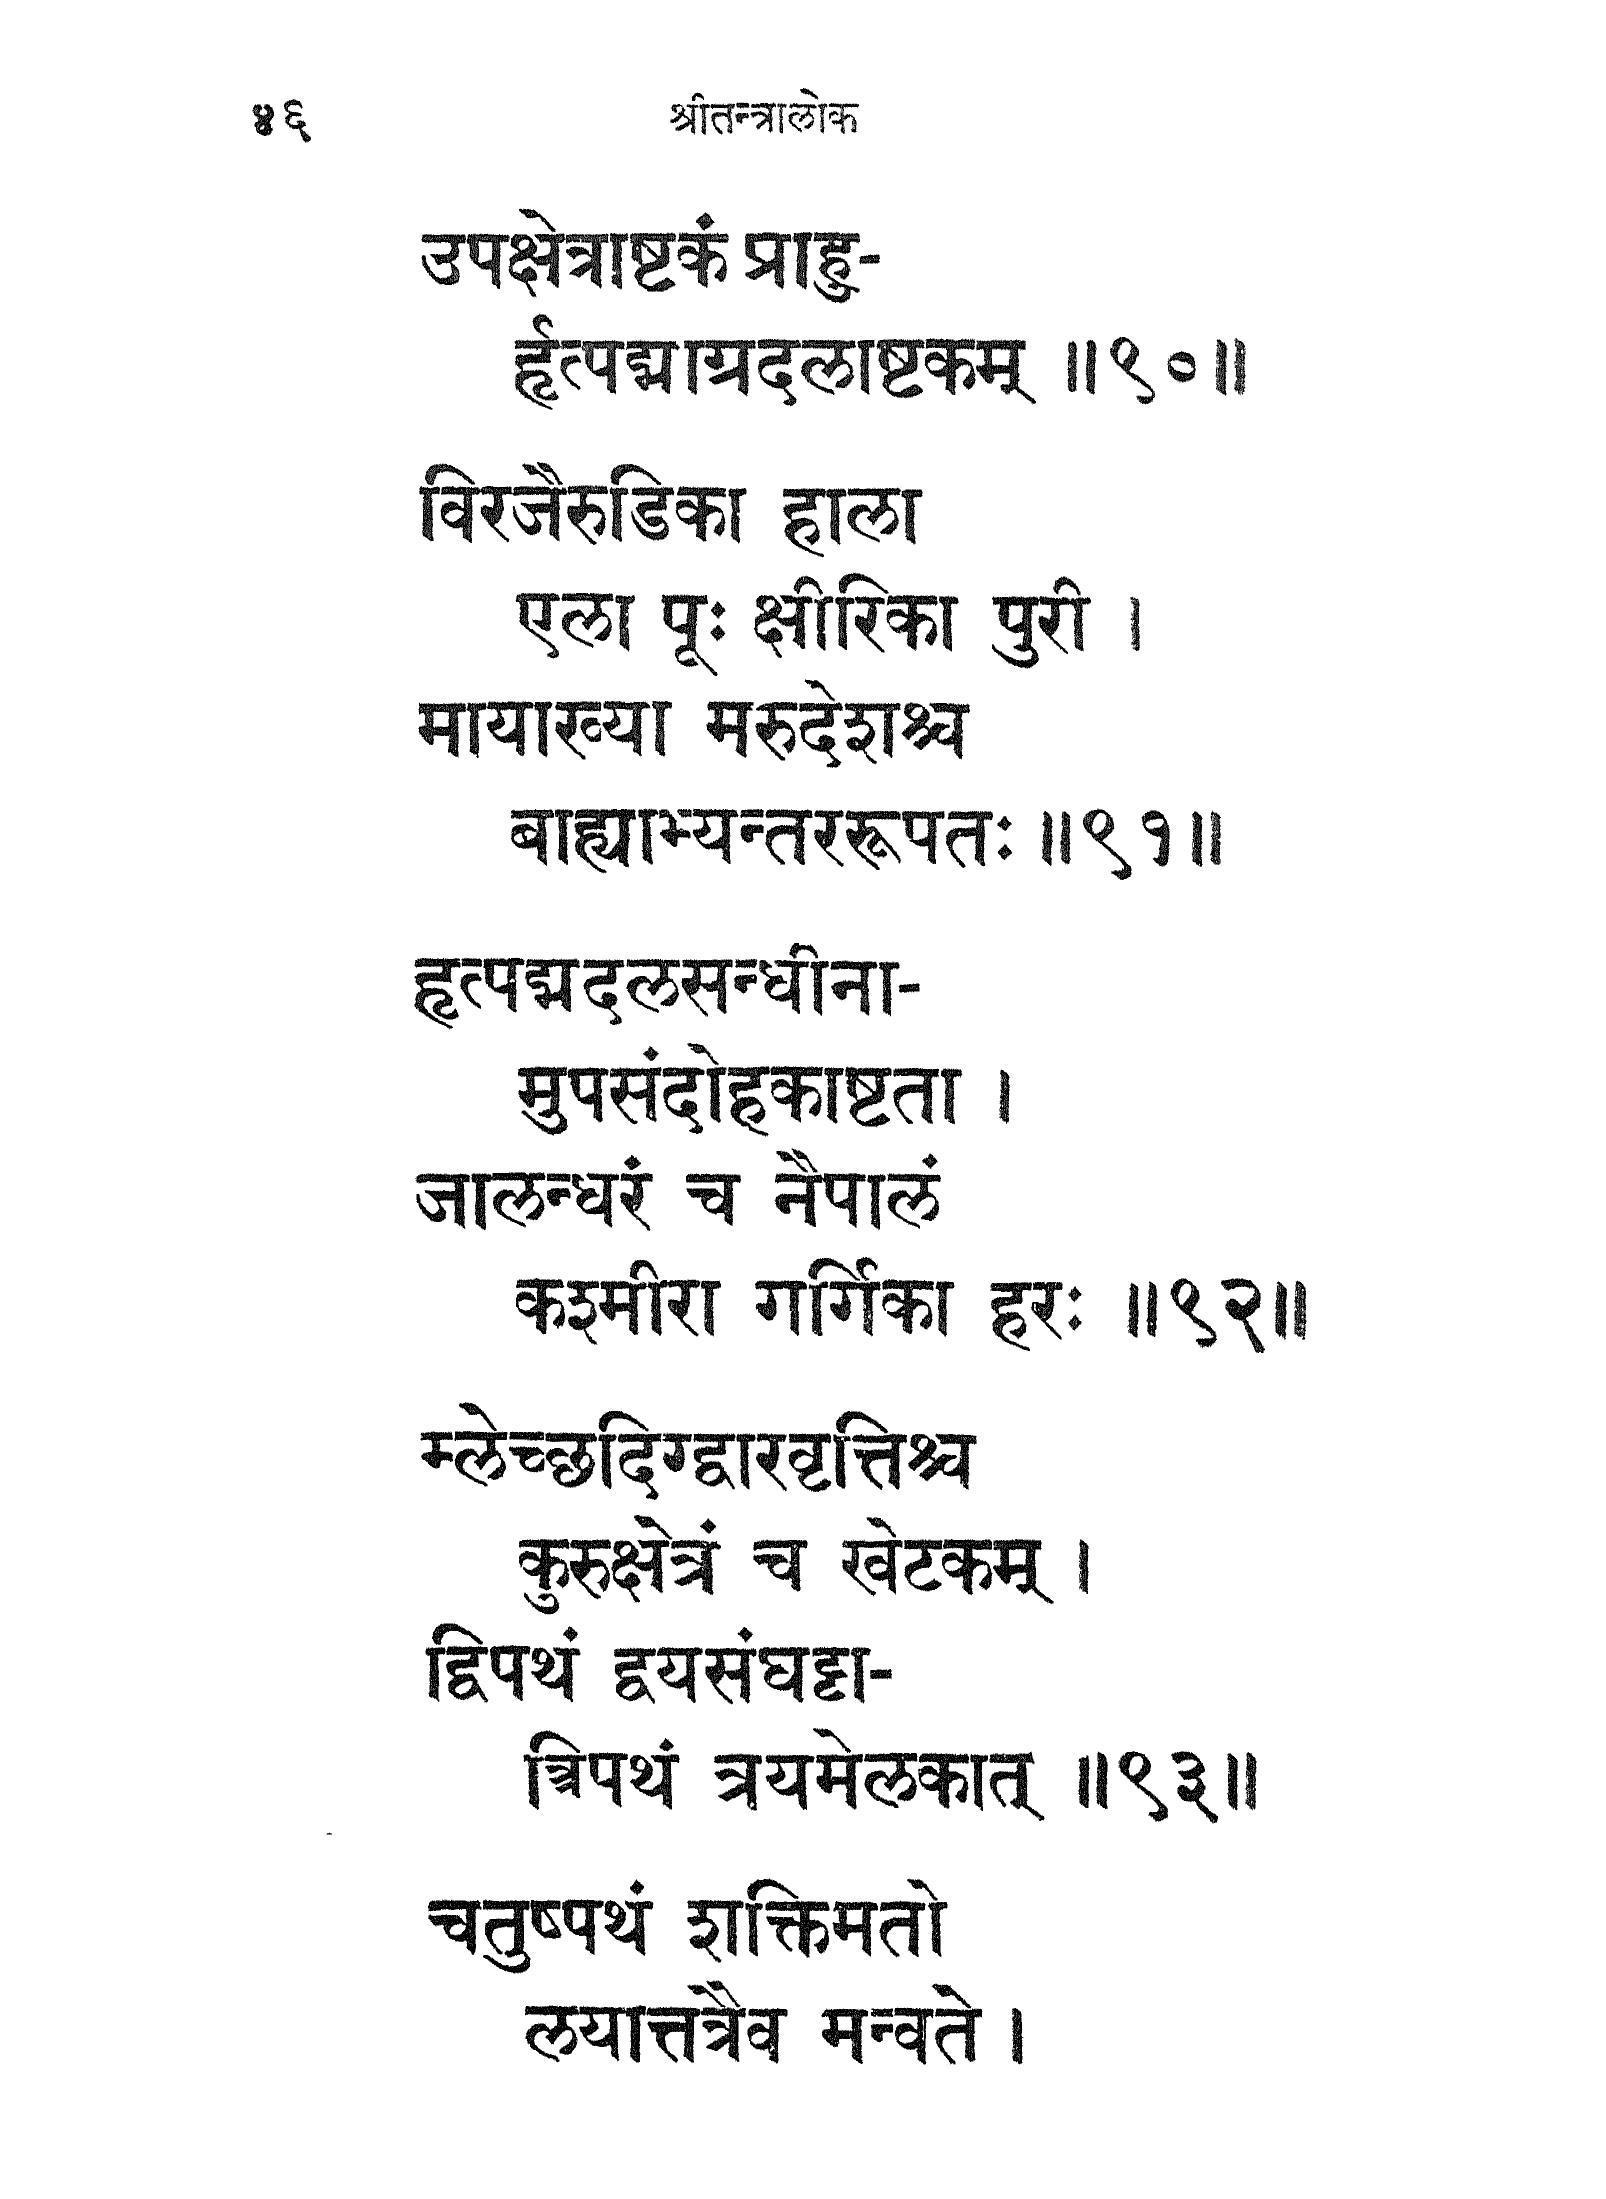 ४६ श्रीतन्त्रालोक
उपक्षेत्राष्टकं प्राहु-
र्हृत्पद्माग्रदलाष्टकम् ॥९०॥
विरजैरुडिका हाला
एला पूः क्षीरिका पुरी ।
मायाख्या मरुदेशश्च
बाह्याभ्यन्तररूपतः ॥९१॥
हृत्पद्मदलसन्धीना-
मुपसंदोहकाष्टता ।
जालन्धरं च नैपालं
कश्मीरा गर्गिका हरः ॥९२॥
म्लेच्छदिग्द्वारवृत्तिश्च
कुरुक्षेत्रं च खेटकम् ।
द्विपथं द्वयसंघट्टा-
त्त्रिपथं त्रयमेलकात् ॥९३॥
चतुष्पथं शक्तिमतो
लयात्तत्रैव मन्वते ।